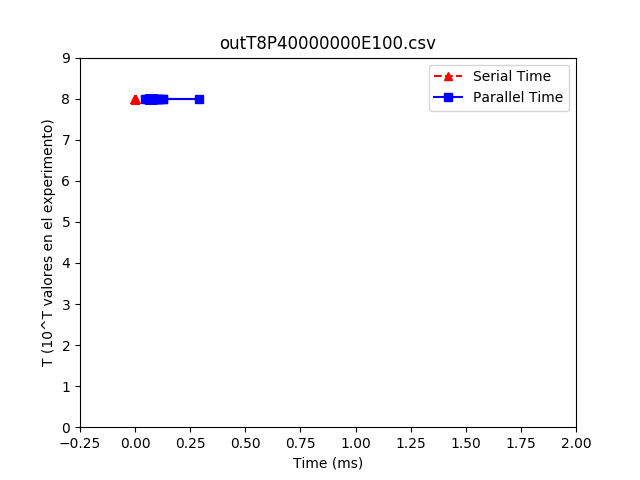 outT8P40000000E100.csv
Serial Time
Parallel Time
T (10^T valores en el experimento)
9
8
7
6
5
4
3
2
1
0
−0.25 0.00 0.25 0.50 0.75 1.00 1.25 1.50 1.75 2.00
Time (ms)